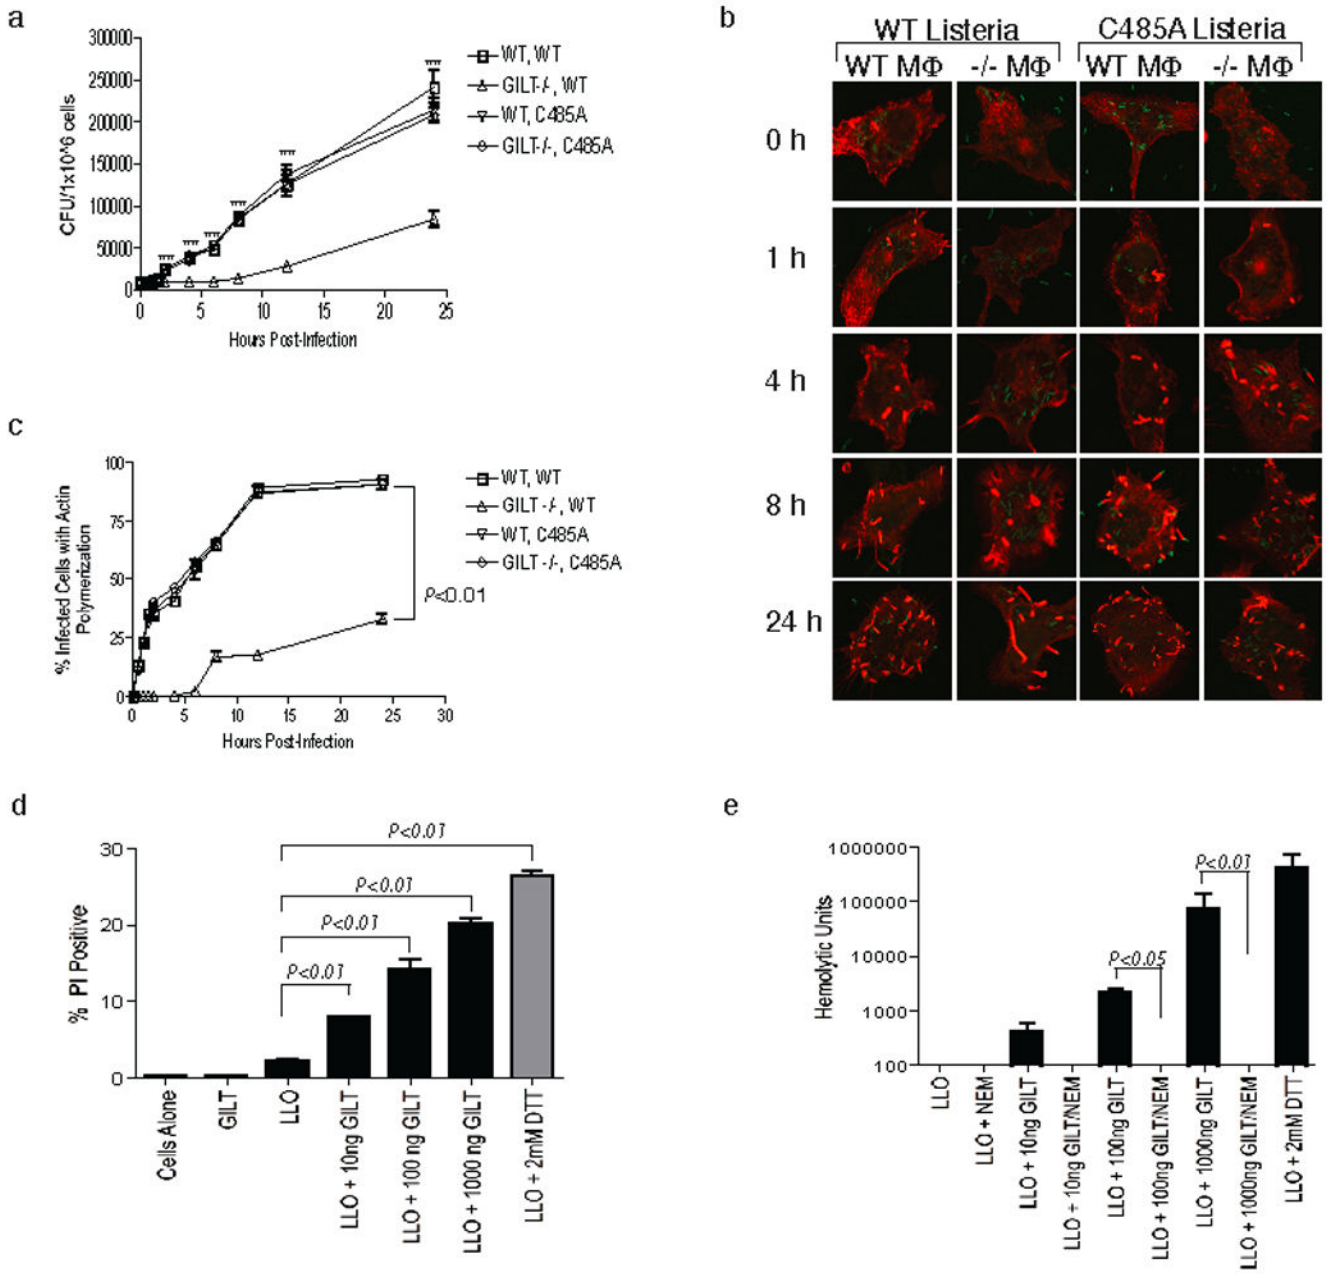 a
300000
250000
200000
150000
100000
50000
0
CFU/1x10^6 cells
0 5 10 15 20 25
Hours Post-Infection
WT, WT
GILT-/-, WT
WT, C485A
GILT-/-, C485A
b
WT Listeria C485A Listeria
WT MΦ -/- MΦ WT MΦ -/- MΦ
0 h
1 h
4 h
8 h
24 h
c
100
75
50
25
0
% Infected Cells with Actin
Polymerization
0 5 10 15 20 25 30
Hours Post-Infection
WT, WT
GILT-/-, WT
WT, C485A
GILT-/-, C485A
P<0.01
d
30
20
10
0
% PI Positive
P<0.01
P<0.01
P<0.01
P<0.01
Cells Alone
GILT
LLO
LLO + 10ng GILT
LLO + 100 ng GILT
LLO + 1000 ng GILT
LLO + 2mM DTT
e
1000000
100000
10000
1000
100
Hemolytic Units
P<0.01
P<0.05
LLO
LLO + NEM
LLO + 10ng GILT
LLO + 10ng GILT/NEM
LLO + 100ng GILT
LLO + 100ng GILT/NEM
LLO + 1000ng GILT
LLO + 1000ng GILT/NEM
LLO + 2mM DTT